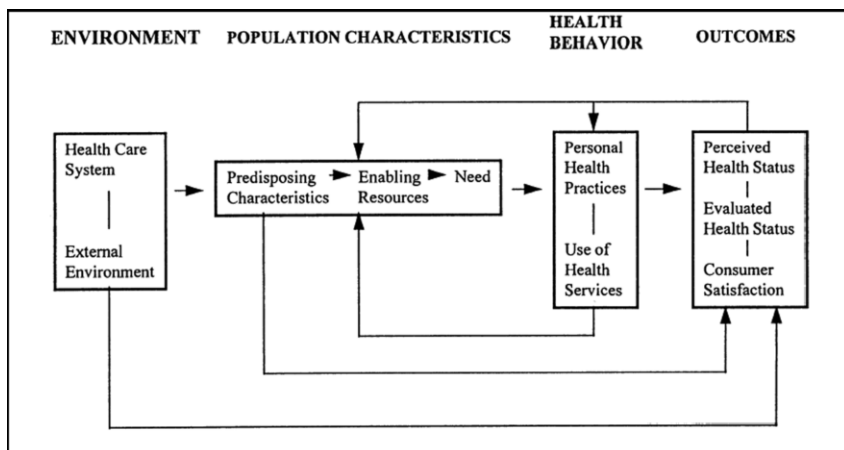 ENVIRONMENT
POPULATION CHARACTERISTICS
HEALTH
BEHAVIOR
OUTCOMES
Health Care
System
External
Environment
Predisposing
Characteristics
Enabling
Resources
Need
Personal
Health
Practices
Use of
Health
Services
Perceived
Health Status
Evaluated
Health Status
Consumer
Satisfaction